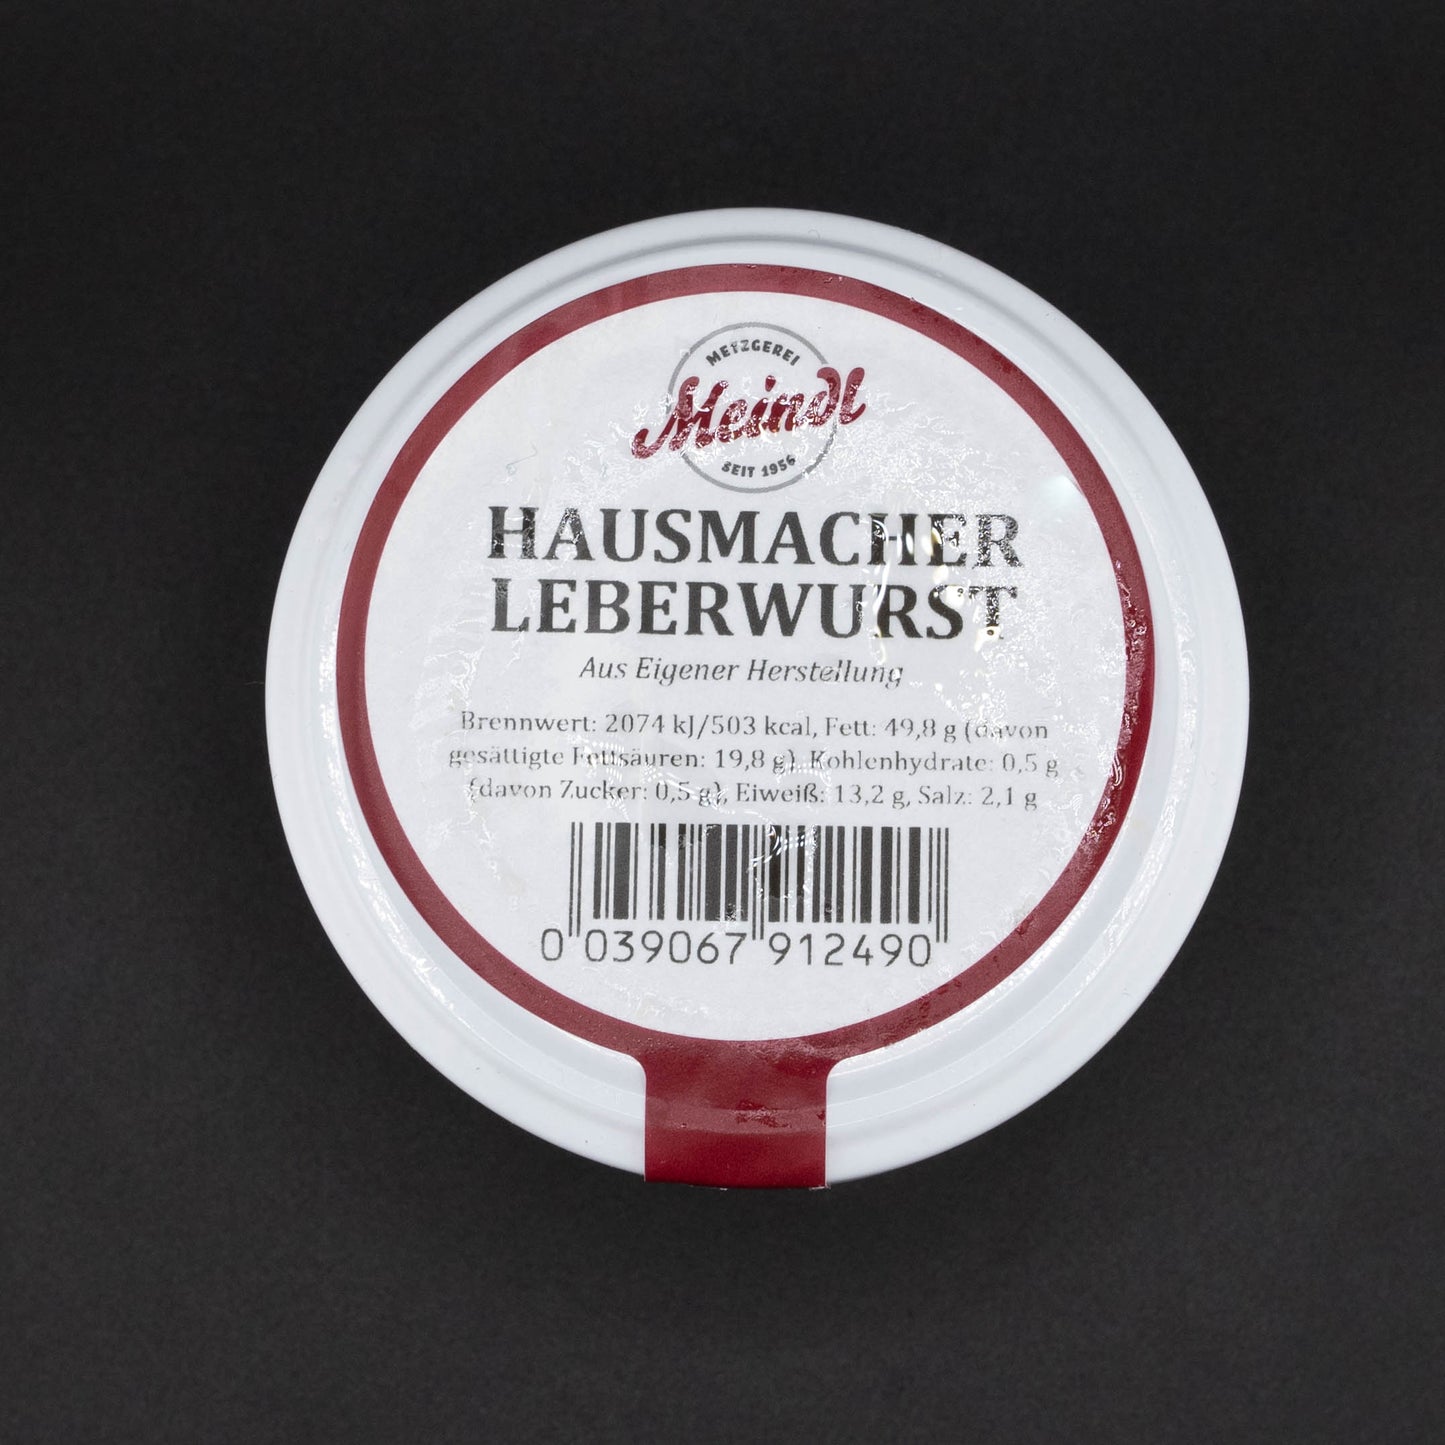 METZGEREI
Meindl
SEIT 1956
HAUSMACHER
LEBERWURST
Aus Eigener Herstellung
Brennwert: 2074 kJ/503 kcal, Fett: 49,8 g (davon
gesättigte Fettsäuren: 19,8 g), Kohlenhydrate: 0,5 g
(davon Zucker: 0,5 g), Eiweiß: 13,2 g, Salz: 2,1 g
0 039067 912490